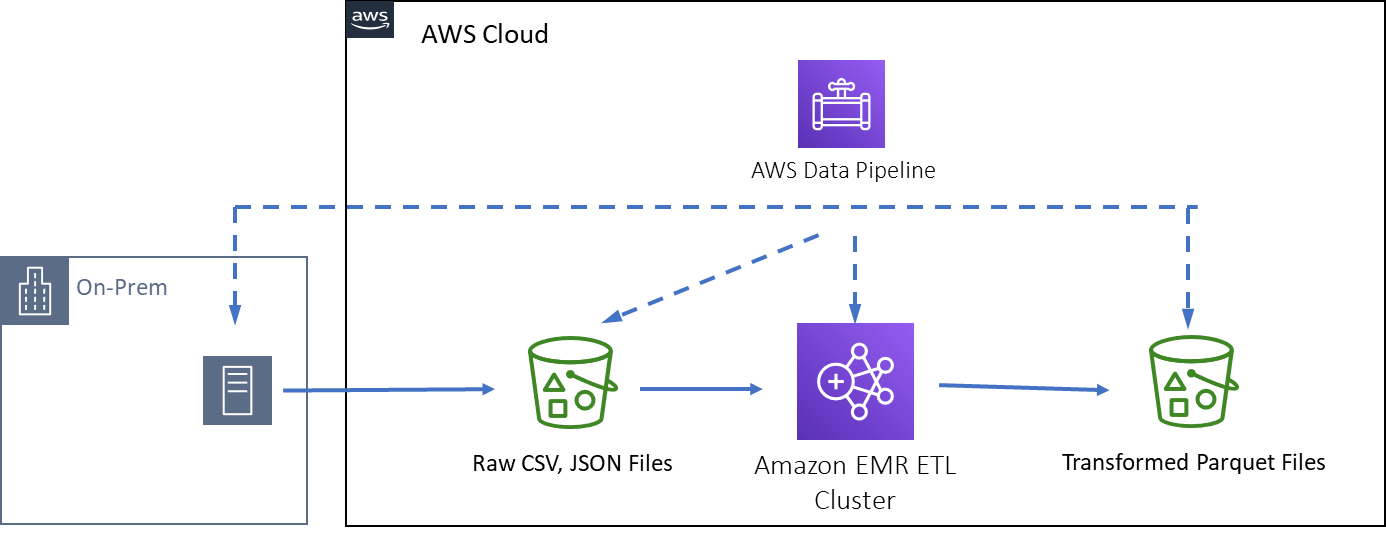 aws
AWS Cloud
AWS Data Pipeline
On-Prem
Raw CSV, JSON Files
Amazon EMR ETL
Cluster
Transformed Parquet Files